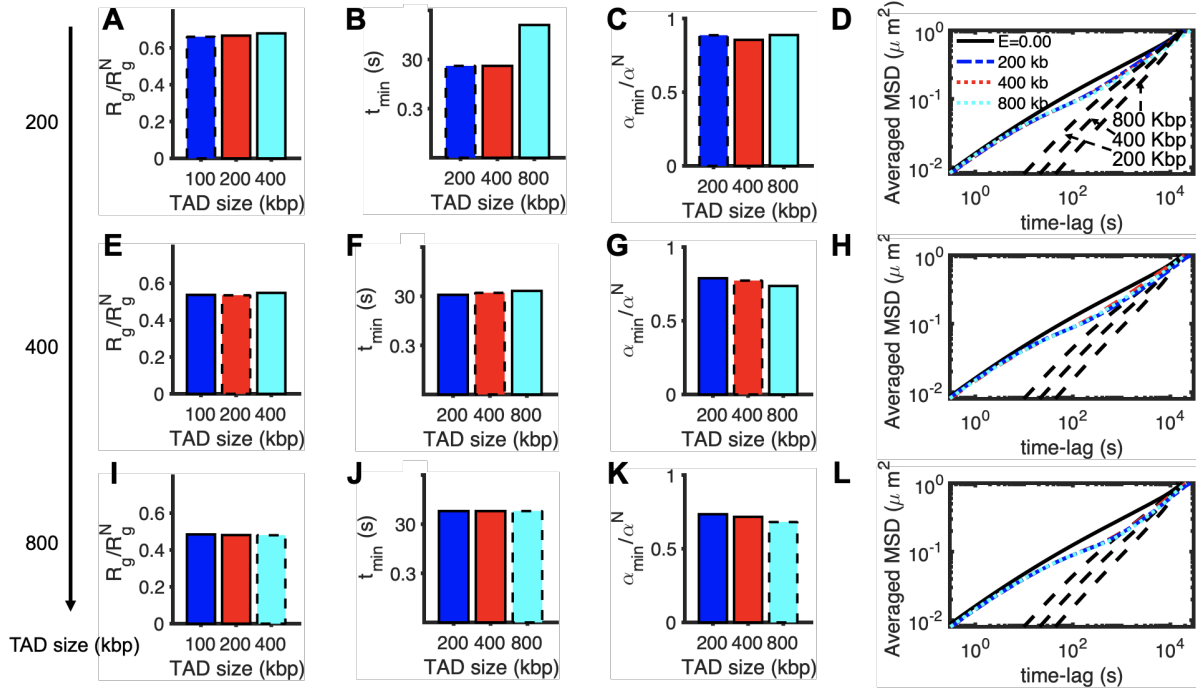 A
B
C
D
R_g/R_g^N
0.6
0.4
0.2
0
100 200 400
TAD size (kbp)
t_min (s)
30
0.3
200 400 800
TAD size (kbp)
α_min/α^N
1
0.5
0
200 400 800
TAD size (kbp)
Averaged MSD (μ m²)
10^0
10^-1
10^-2
E=0.00
200 kb
400 kb
800 kb
800 Kbp
400 Kbp
200 Kbp
10^0 10^2 10^4
time-lag (s)
200
E
F
G
H
R_g/R_g^N
0.6
0.4
0.2
0
100 200 400
TAD size (kbp)
t_min (s)
30
0.3
200 400 800
TAD size (kbp)
α_min/α^N
1
0.5
0
200 400 800
TAD size (kbp)
Averaged MSD (μ m²)
10^0
10^-1
10^-2
10^0 10^2 10^4
time-lag (s)
400
I
J
K
L
R_g/R_g^N
0.6
0.4
0.2
0
100 200 400
TAD size (kbp)
t_min (s)
30
0.3
200 400 800
TAD size (kbp)
α_min/α^N
1
0.5
0
200 400 800
TAD size (kbp)
Averaged MSD (μ m²)
10^0
10^-1
10^-2
10^0 10^2 10^4
time-lag (s)
800
TAD size (kbp)